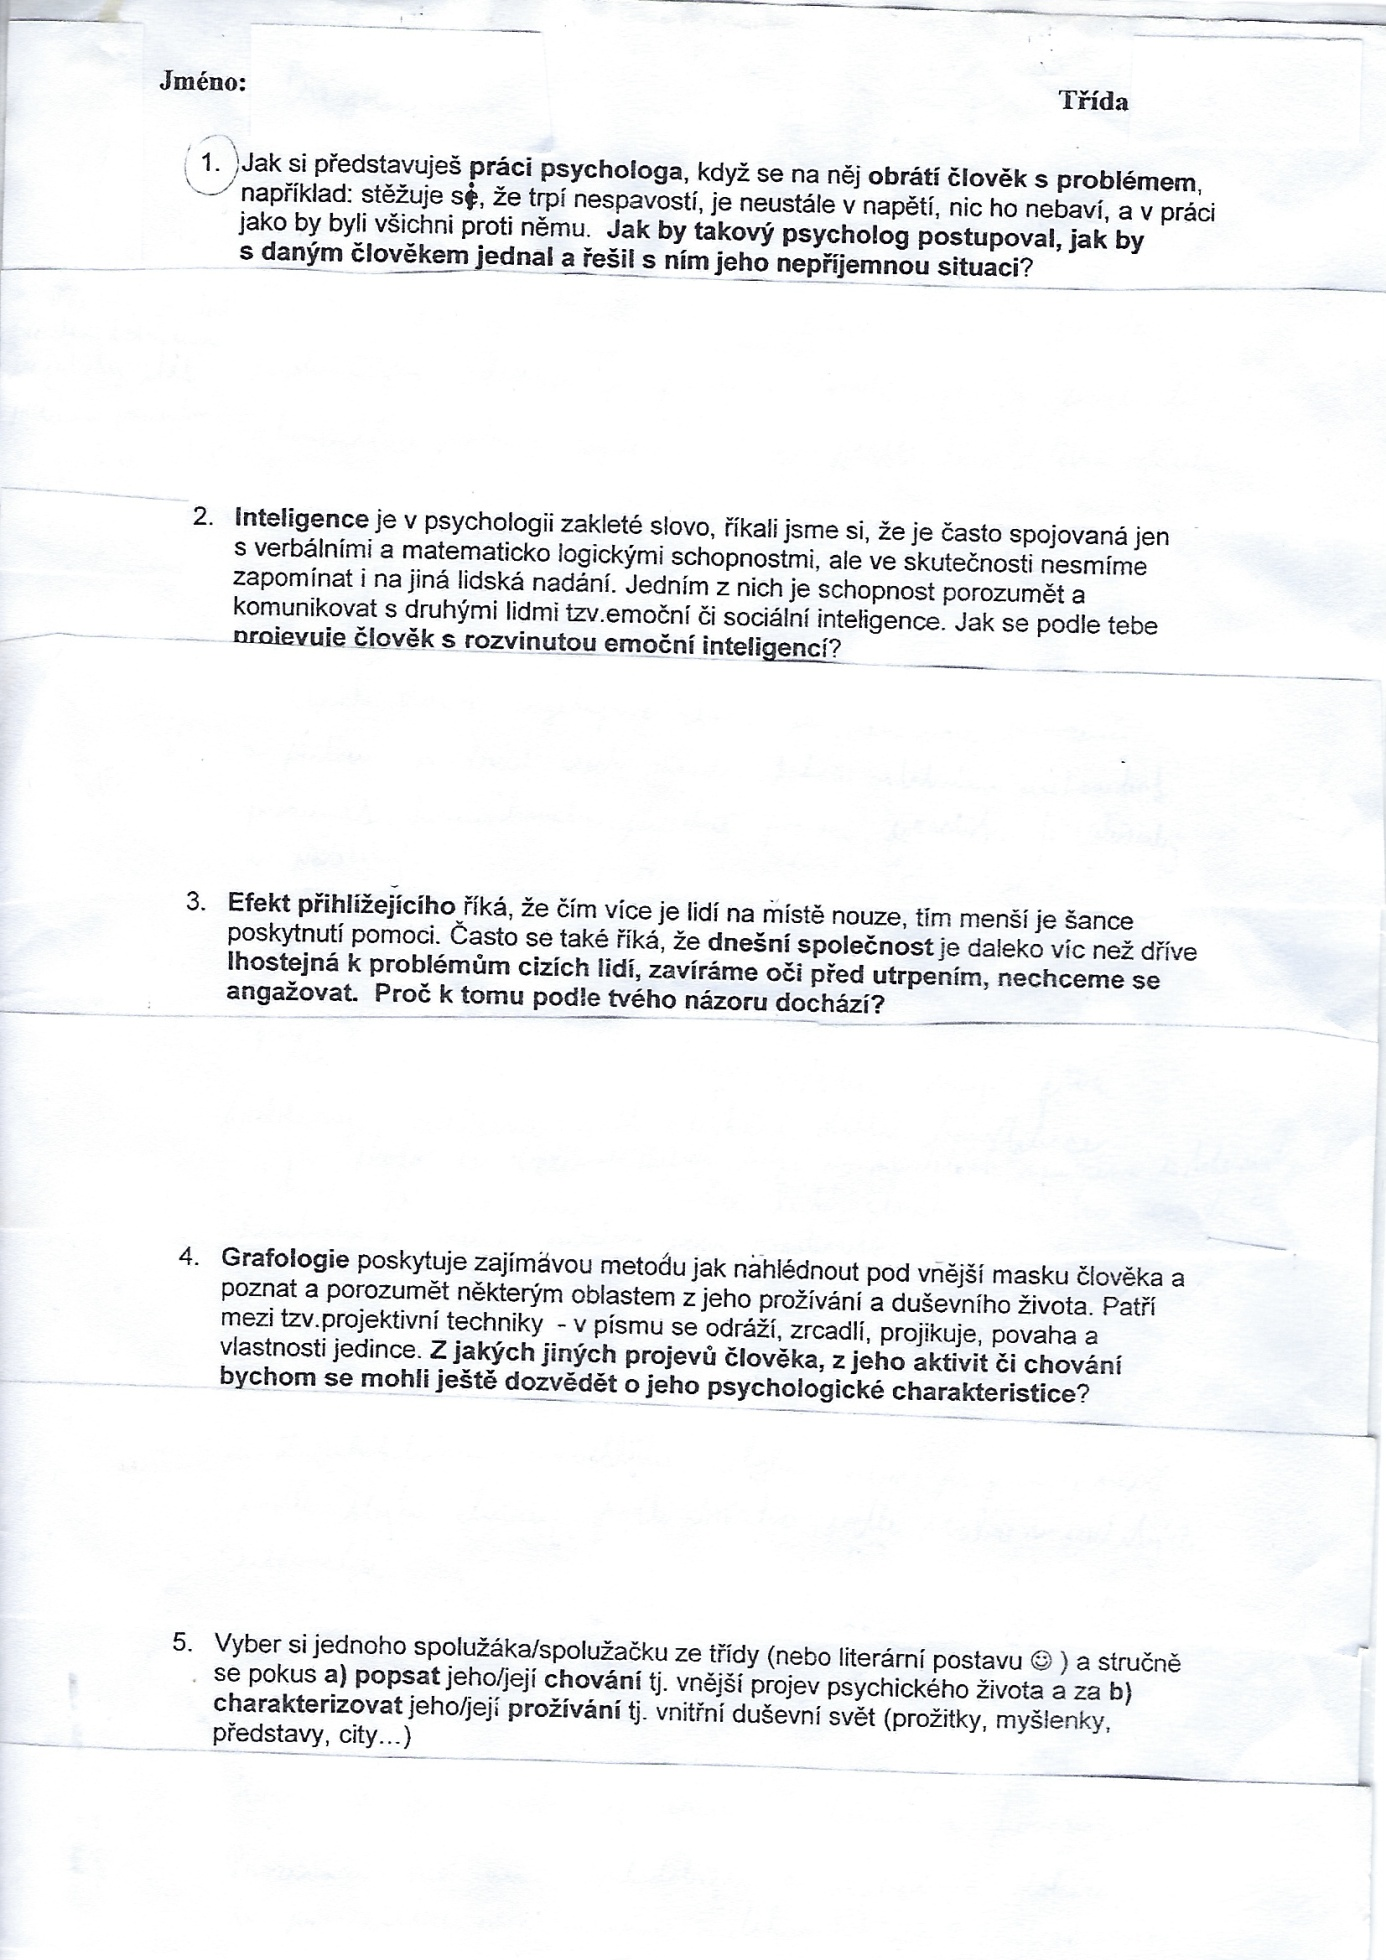 Jméno:
Třída
1. Jak si představuješ práci psychologa, když se na něj obrátí člověk s problémem,
například: stěžuje si, že trpí nespavostí, je neustále v napětí, nic ho nebaví, a v práci
jako by byli všichni proti němu. Jak by takový psycholog postupoval, jak by
s daným člověkem jednal a řešil s ním jeho nepříjemnou situaci?
2. Inteligence je v psychologii zakleté slovo, říkali jsme si, že je často spojovaná jen
s verbálními a matematicko logickými schopnostmi, ale ve skutečnosti nesmíme
zapomínat i na jiná lidská nadání. Jedním z nich je schopnost porozumět a
komunikovat s druhými lidmi tzv.emoční či sociální inteligence. Jak se podle tebe
projevuje člověk s rozvinutou emoční inteligencí?
3. Efekt přihlížejícího říká, že čím více je lidí na místě nouze, tím menší je šance
poskytnutí pomoci. Často se také říká, že dnešní společnost je daleko víc než dříve
lhostejná k problémům cizích lidí, zavíráme oči před utrpením, nechceme se
angažovat. Proč k tomu podle tvého názoru dochází?
4. Grafologie poskytuje zajímavou metodu jak nahlédnout pod vnější masku člověka a
poznat a porozumět některým oblastem z jeho prožívání a duševního života. Patří
mezi tzv.projektivní techniky - v písmu se odráží, zrcadlí, projikuje, povaha a
vlastnosti jedince. Z jakých jiných projevů člověka, z jeho aktivit či chování
bychom se mohli ještě dozvědět o jeho psychologické charakteristice?
5. Vyber si jednoho spolužáka/spolužačku ze třídy (nebo literární postavu ☺ ) a stručně
se pokus a) popsat jeho/její chování tj. vnější projev psychického života a za b)
charakterizovat jeho/její prožívání tj. vnitřní duševní svět (prožitky, myšlenky,
představy, city...)